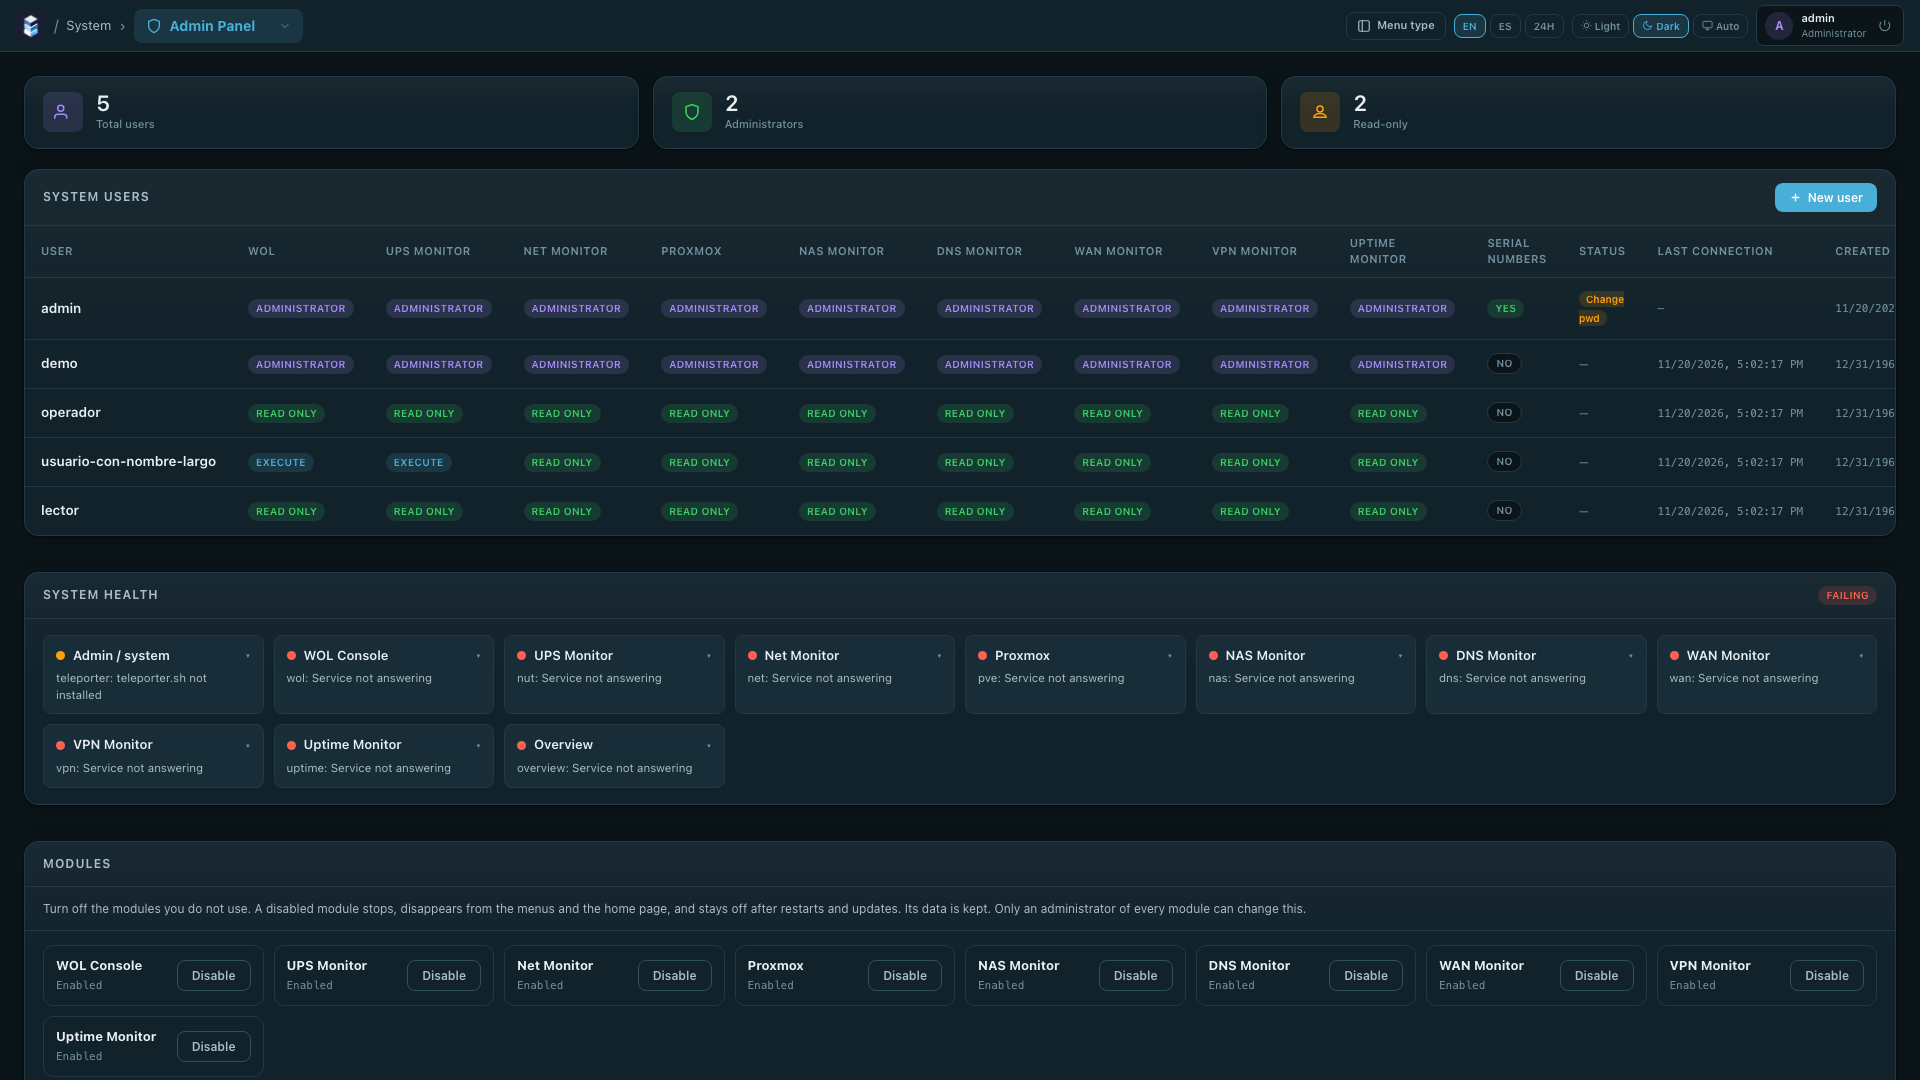 / System › Admin Panel
Menu type EN ES 24H Light Dark Auto A admin Administrator
5 Total users
2 Administrators
2 Read-only
SYSTEM USERS
+ New user
USER WOL UPS MONITOR NET MONITOR PROXMOX NAS MONITOR DNS MONITOR WAN MONITOR VPN MONITOR UPTIME MONITOR SERIAL NUMBERS STATUS LAST CONNECTION CREATED
admin ADMINISTRATOR ADMINISTRATOR ADMINISTRATOR ADMINISTRATOR ADMINISTRATOR ADMINISTRATOR ADMINISTRATOR ADMINISTRATOR ADMINISTRATOR YES Change pwd — 11/20/202
demo ADMINISTRATOR ADMINISTRATOR ADMINISTRATOR ADMINISTRATOR ADMINISTRATOR ADMINISTRATOR ADMINISTRATOR ADMINISTRATOR ADMINISTRATOR NO — 11/20/2026, 5:02:17 PM 12/31/196
operador READ ONLY READ ONLY READ ONLY READ ONLY READ ONLY READ ONLY READ ONLY READ ONLY READ ONLY NO — 11/20/2026, 5:02:17 PM 12/31/196
usuario-con-nombre-largo EXECUTE EXECUTE READ ONLY READ ONLY READ ONLY READ ONLY READ ONLY READ ONLY READ ONLY NO — 11/20/2026, 5:02:17 PM 12/31/196
lector READ ONLY READ ONLY READ ONLY READ ONLY READ ONLY READ ONLY READ ONLY READ ONLY READ ONLY NO — 11/20/2026, 5:02:17 PM 12/31/196
SYSTEM HEALTH
FAILING
Admin / system
teleporter: teleporter.sh not
installed
WOL Console
wol: Service not answering
UPS Monitor
nut: Service not answering
Net Monitor
net: Service not answering
Proxmox
pve: Service not answering
NAS Monitor
nas: Service not answering
DNS Monitor
dns: Service not answering
WAN Monitor
wan: Service not answering
VPN Monitor
vpn: Service not answering
Uptime Monitor
uptime: Service not answering
Overview
overview: Service not answering
MODULES
Turn off the modules you do not use. A disabled module stops, disappears from the menus and the home page, and stays off after restarts and updates. Its data is kept. Only an administrator of every module can change this.
WOL Console
Enabled
Disable
UPS Monitor
Enabled
Disable
Net Monitor
Enabled
Disable
Proxmox
Enabled
Disable
NAS Monitor
Enabled
Disable
DNS Monitor
Enabled
Disable
WAN Monitor
Enabled
Disable
VPN Monitor
Enabled
Disable
Uptime Monitor
Enabled
Disable